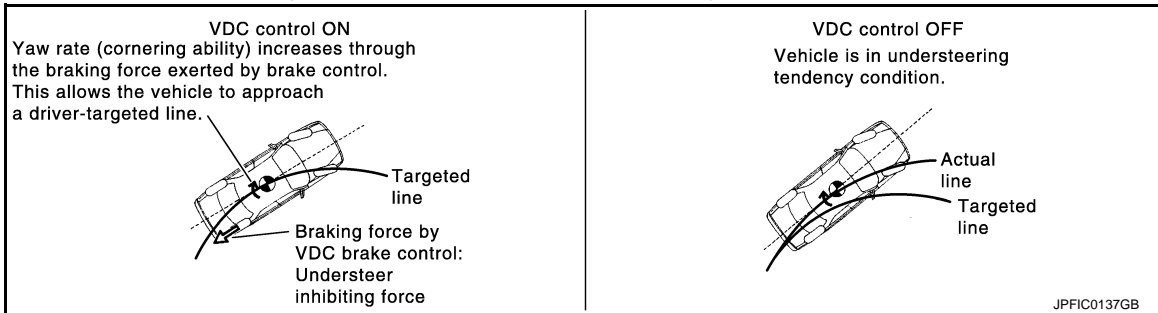 VDC control ON
Yaw rate (cornering ability) increases through
the braking force exerted by brake control.
This allows the vehicle to approach
a driver-targeted line.
Targeted
line
Braking force by
VDC brake control:
Understeer
inhibiting force
VDC control OFF
Vehicle is in understeering
tendency condition.
Actual
line
Targeted
line
JPFIC0137GB